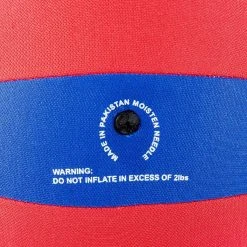 MADE IN PAKISTAN MOISTEN NEEDLE
WARNING:
DO NOT INFLATE IN EXCESS OF 2lbs